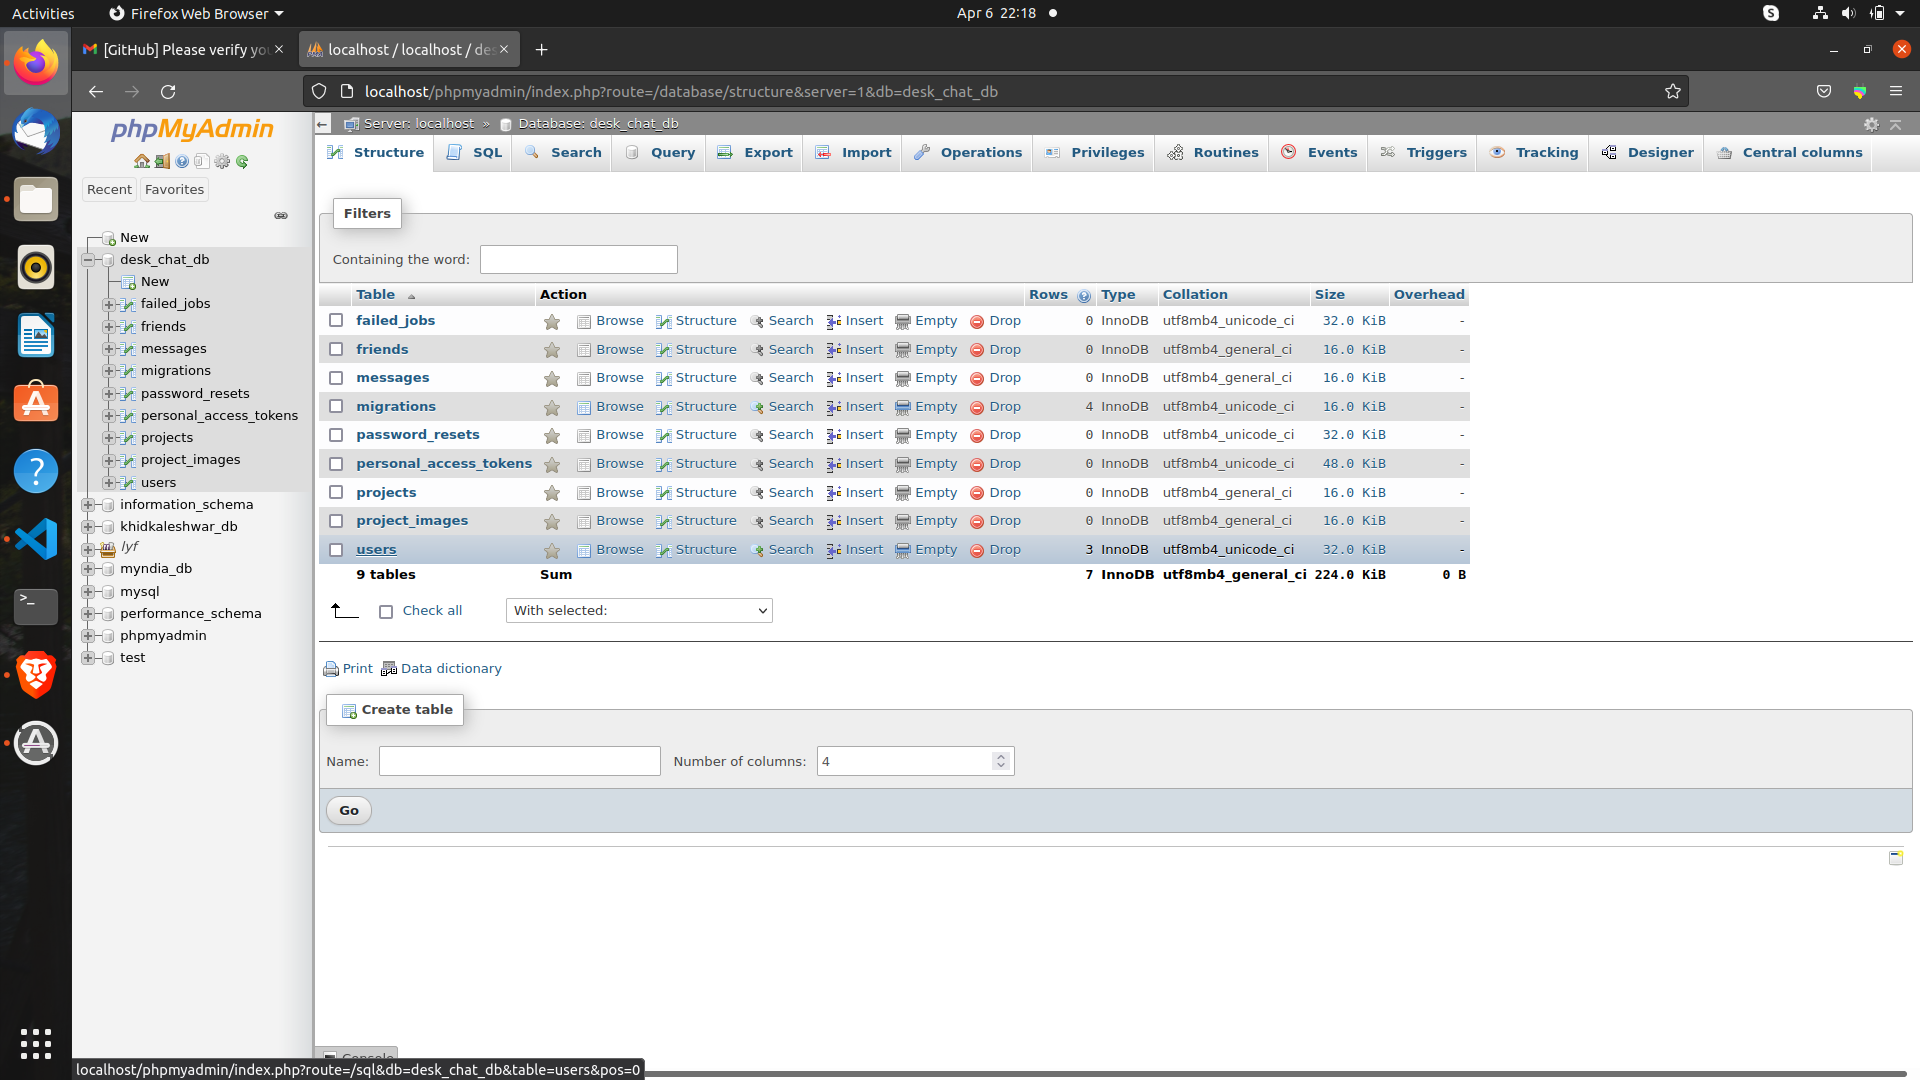 Activities
Firefox Web Browser
Apr 6 22:18
[GitHub] Please verify yo
localhost / localhost / des
localhost/phpmyadmin/index.php?route=/database/structure&server=1&db=desk_chat_db
phpMyAdmin
Recent
Favorites
New
desk_chat_db
New
failed_jobs
friends
messages
migrations
password_resets
personal_access_tokens
projects
project_images
users
information_schema
khidkaleshwar_db
lyf
myndia_db
mysql
performance_schema
phpmyadmin
test
Server: localhost » Database: desk_chat_db
Structure SQL Search Query Export Import Operations Privileges Routines Events Triggers Tracking Designer Central columns
Filters
Containing the word:
Table Action Rows Type Collation Size Overhead
failed_jobs Browse Structure Search Insert Empty Drop 0 InnoDB utf8mb4_unicode_ci 32.0 KiB -
friends Browse Structure Search Insert Empty Drop 0 InnoDB utf8mb4_general_ci 16.0 KiB -
messages Browse Structure Search Insert Empty Drop 0 InnoDB utf8mb4_general_ci 16.0 KiB -
migrations Browse Structure Search Insert Empty Drop 4 InnoDB utf8mb4_unicode_ci 16.0 KiB -
password_resets Browse Structure Search Insert Empty Drop 0 InnoDB utf8mb4_unicode_ci 32.0 KiB -
personal_access_tokens Browse Structure Search Insert Empty Drop 0 InnoDB utf8mb4_unicode_ci 48.0 KiB -
projects Browse Structure Search Insert Empty Drop 0 InnoDB utf8mb4_general_ci 16.0 KiB -
project_images Browse Structure Search Insert Empty Drop 0 InnoDB utf8mb4_general_ci 16.0 KiB -
users Browse Structure Search Insert Empty Drop 3 InnoDB utf8mb4_unicode_ci 32.0 KiB -
9 tables Sum 7 InnoDB utf8mb4_general_ci 224.0 KiB 0 B
Check all With selected:
Print Data dictionary
Create table
Name: Number of columns: 4
Go
Console
localhost/phpmyadmin/index.php?route=/sql&db=desk_chat_db&table=users&pos=0